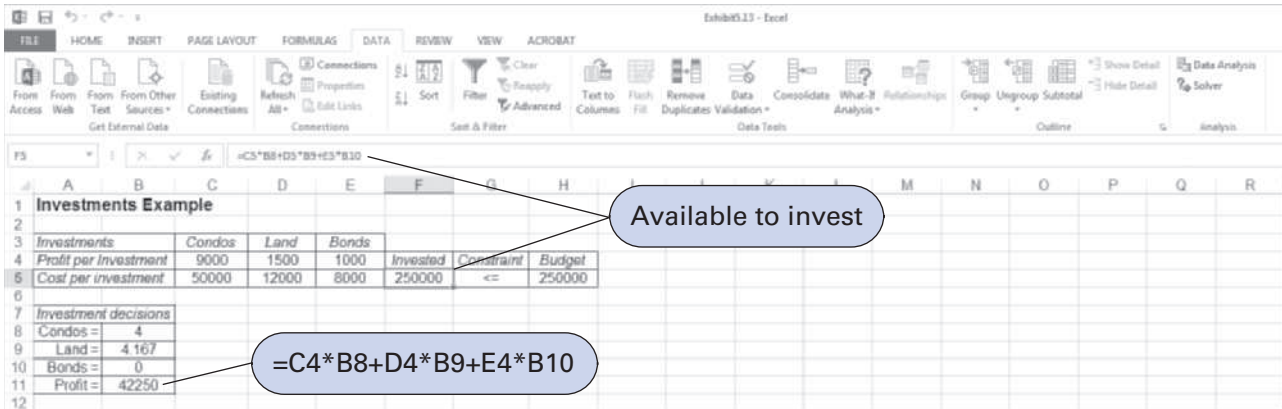 Exhibit5.13 - Excel
FILE HOME INSERT PAGE LAYOUT FORMULAS DATA REVIEW VIEW ACROBAT
From Access From Web From Text From Other Sources Existing Connections Refresh All Connections Properties Edit Links Sort Filter Clear Reapply Advanced Text to Columns Flash Fill Remove Duplicates Data Validation Consolidate What-If Analysis Relationships Group Ungroup Subtotal Show Detail Hide Detail Data Analysis Solver
Get External Data Connections Sort & Filter Data Tools Outline Analysis
F5 fx =C5*B8+D5*B9+E5*B10
A B C D E F G H M N O P Q R
Available to invest
1 Investments Example
2
3 Investments Condos Land Bonds
4 Profit per Investment 9000 1500 1000 Invested Constraint Budget
5 Cost per investment 50000 12000 8000 250000 <= 250000
6
7 Investment decisions
8 Condos = 4
9 Land = 4.167
10 Bonds = 0
11 Profit = 42250
=C4*B8+D4*B9+E4*B10
12